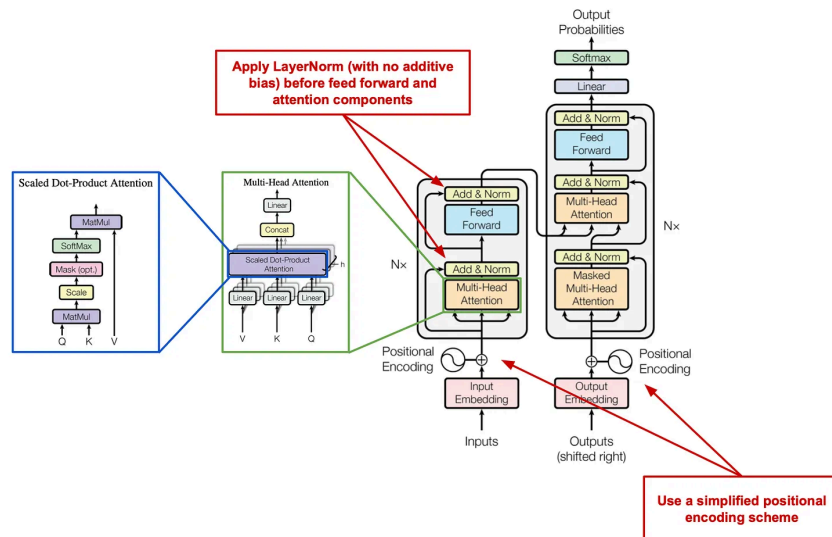 Output
Probabilities
Softmax
Linear
Add & Norm
Feed
Forward
Add & Norm
Multi-Head
Attention
Nx
Add & Norm
Masked
Multi-Head
Attention
Positional
Encoding
Output
Embedding
Outputs
(shifted right)
Apply LayerNorm (with no additive
bias) before feed forward and
attention components
Add & Norm
Feed
Forward
Nx
Add & Norm
Multi-Head
Attention
Positional
Encoding
Input
Embedding
Inputs
Scaled Dot-Product Attention
MatMul
SoftMax
Mask (opt.)
Scale
MatMul
Q K V
Multi-Head Attention
Linear
Concat
Scaled Dot-Product
Attention
h
Linear Linear Linear
V K Q
Use a simplified positional
encoding scheme